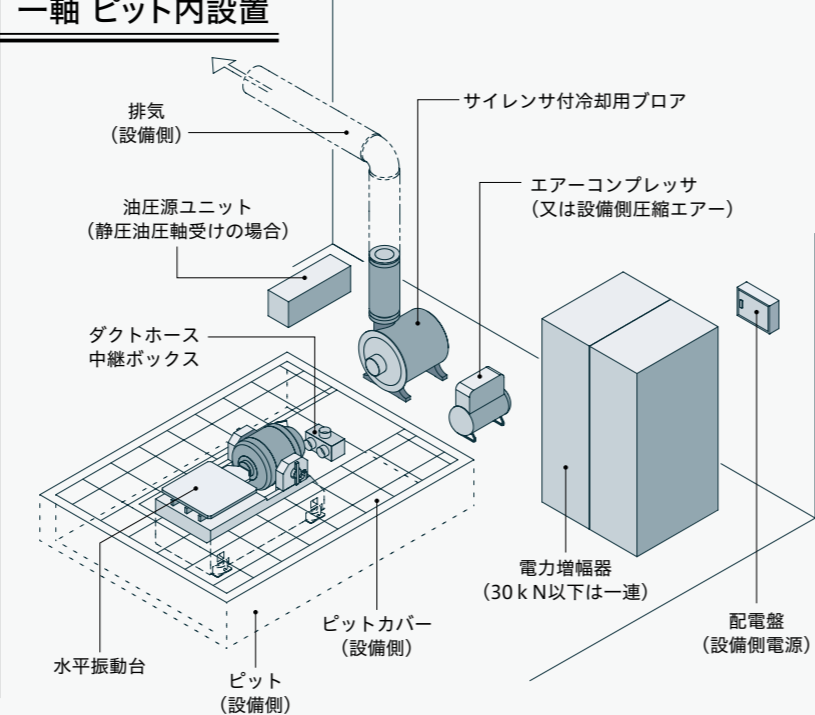 一軸 ピット内設置
排気
（設備側）
サイレンサ付冷却用ブロア
エアーコンプレッサ
（又は設備側圧縮エアー）
油圧源ユニット
（静圧油圧軸受けの場合）
ダクトホース
中継ボックス
電力増幅器
（30ｋN以下は一連）
配電盤
（設備側電源）
ピットカバー
（設備側）
水平振動台
ピット
（設備側）